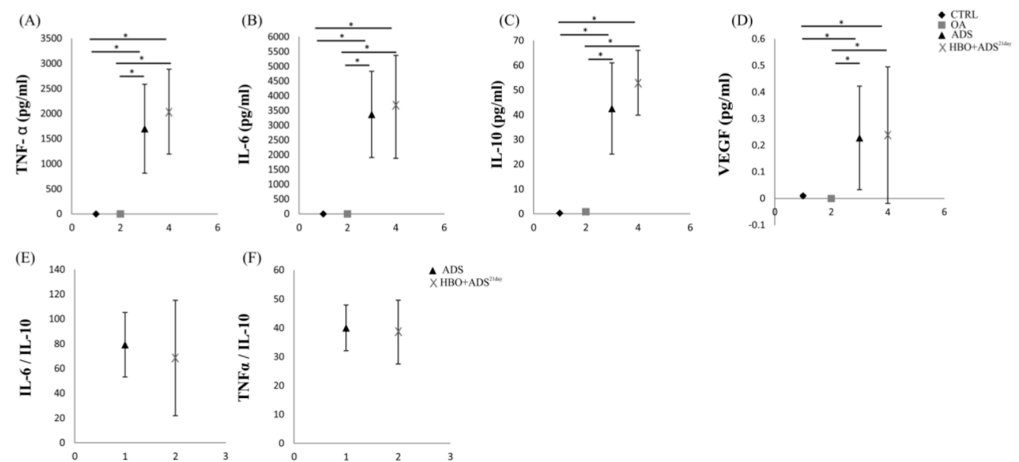 (A)
*
*
*
*
TNF- α (pg/ml)
3500
3000
2500
2000
1500
1000
500
0
0 2 4 6
(B)
*
*
*
*
IL-6 (pg/ml)
6000
5500
5000
4500
4000
3500
3000
2500
2000
1500
1000
500
0
0 2 4 6
(C)
*
*
*
*
IL-10 (pg/ml)
70
60
50
40
30
20
10
0
0 2 4 6
(D)
*
*
*
*
VEGF (pg/ml)
0.6
0.5
0.4
0.3
0.2
0.1
0
-0.1
0 2 4 6
CTRL
OA
ADS
HBO+ADS²¹ᵈᵃʸ
(E)
IL-6 / IL-10
140
120
100
80
60
40
20
0
0 1 2 3
(F)
TNFα / IL-10
60
50
40
30
20
10
0
0 1 2 3
ADS
HBO+ADS²¹ᵈᵃʸ